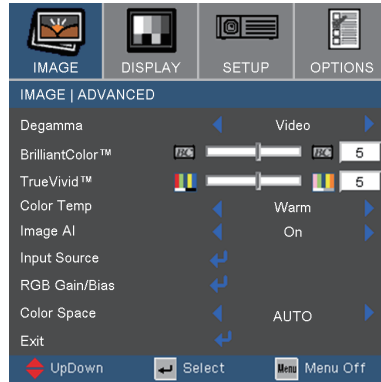 IMAGE DISPLAY SETUP OPTIONS
IMAGE | ADVANCED
Degamma Video
BrilliantColor™ 5
TrueVivid™ 5
Color Temp Warm
Image AI On
Input Source
RGB Gain/Bias
Color Space AUTO
Exit
UpDown Select Menu Menu Off